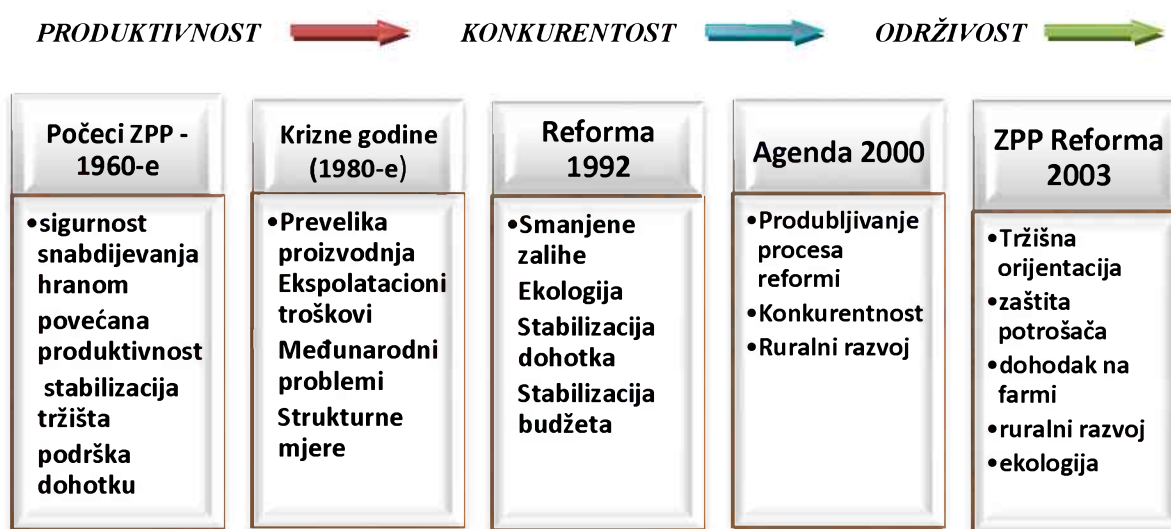 PRODUKTIVNOST KONKURENTOST ODRŽIVOST
Počeci ZPP -
1960-e
•sigurnost
snabdijevanja
hranom
povećana
produktivnost
stabilizacija
tržišta
podrška
dohotku
Krizne godine
(1980-e)
•Prevelika
proizvodnja
Ekspolatacioni
troškovi
Međunarodni
problemi
Strukturne
mjere
Reforma
1992
•Smanjene
zalihe
Ekologija
Stabilizacija
dohotka
Stabilizacija
budžeta
Agenda 2000
•Produbljivanje
procesa
reformi
•Konkurentnost
•Ruralni razvoj
ZPP Reforma
2003
•Tržišna
orijentacija
•zaštita
potrošača
•dohodak na
farmi
•ruralni razvoj
•ekologija